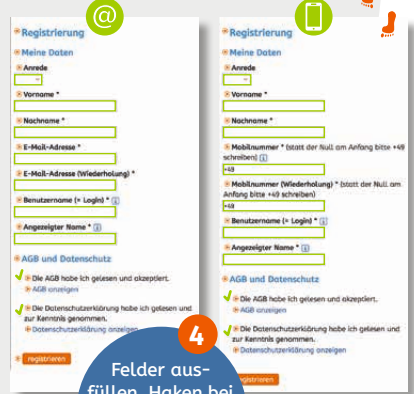 @
Registrierung
Meine Daten
Anrede
Vorname *
Nachname *
E-Mail-Adresse *
E-Mail-Adresse (Wiederholung) *
Benutzername (= Login) * i
Angezeigter Name * i
AGB und Datenschutz
Die AGB habe ich gelesen und akzeptiert.
AGB anzeigen
Die Datenschutzerklärung habe ich gelesen und
zur Kenntnis genommen.
Datenschutzerklärung anzeigen
registrieren
Registrierung
Meine Daten
Anrede
Vorname *
Nachname *
Mobilnummer * (statt der Null am Anfang bitte +49
schreiben) i
+49
Mobilnummer (Wiederholung) * (statt der Null am
Anfang bitte +49 schreiben)
+49
Benutzername (= Login) * i
Angezeigter Name * i
AGB und Datenschutz
Die AGB habe ich gelesen und akzeptiert.
AGB anzeigen
Die Datenschutzerklärung habe ich gelesen und
zur Kenntnis genommen.
Datenschutzerklärung anzeigen
registrieren
4
Felder aus-
füllen, Haken bei